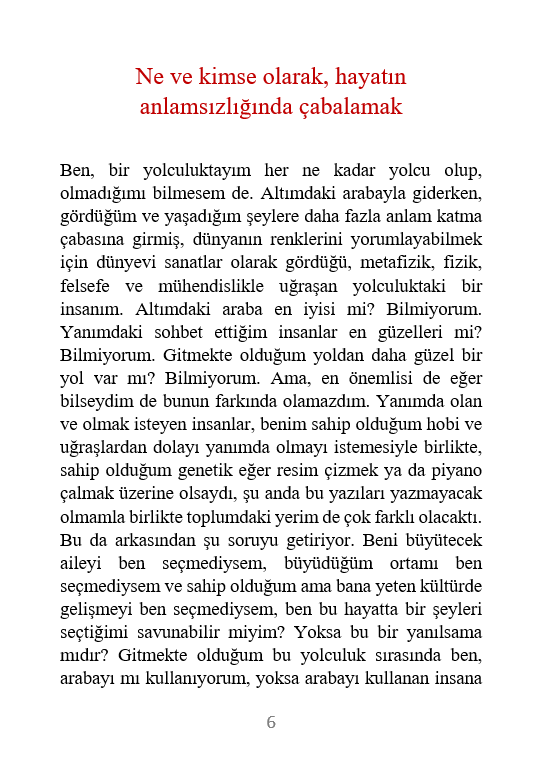 Ne ve kimse olarak, hayatın
anlamsızlığında çabalamak
Ben, bir yolculuktayım her ne kadar yolcu olup,
olmadığımı bilmesem de. Altımdaki arabayla giderken,
gördüğüm ve yaşadığım şeylere daha fazla anlam katma
çabasına girmiş, dünyanın renklerini yorumlayabilmek
için dünyevi sanatlar olarak gördüğü, metafizik, fizik,
felsefe ve mühendislikle uğraşan yolculuktaki bir
insanım. Altımdaki araba en iyisi mi? Bilmiyorum.
Yanımdaki sohbet ettiğim insanlar en güzelleri mi?
Bilmiyorum. Gitmekte olduğum yoldan daha güzel bir
yol var mı? Bilmiyorum. Ama, en önemlisi de eğer
bilseydim de bunun farkında olamazdım. Yanımda olan
ve olmak isteyen insanlar, benim sahip olduğum hobi ve
uğraşlardan dolayı yanımda olmayı istemesiyle birlikte,
sahip olduğum genetik eğer resim çizmek ya da piyano
çalmak üzerine olsaydı, şu anda bu yazıları yazmayacak
olmamla birlikte toplumdaki yerim de çok farklı olacaktı.
Bu da arkasından şu soruyu getiriyor. Beni büyütecek
aileyi ben seçmediysem, büyüdüğüm ortamı ben
seçmediysem ve sahip olduğum ama bana yeten kültürde
gelişmeyi ben seçmediysem, ben bu hayatta bir şeyleri
seçtiğimi savunabilir miyim? Yoksa bu bir yanılsama
mıdır? Gitmekte olduğum bu yolculuk sırasında ben,
arabayı mı kullanıyorum, yoksa arabayı kullanan insana
6